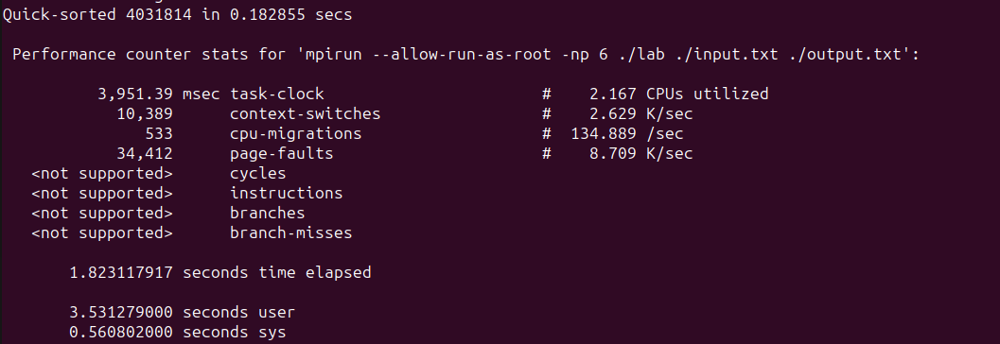 Quick-sorted 4031814 in 0.182855 secs
Performance counter stats for 'mpirun --allow-run-as-root -np 6 ./lab ./input.txt ./output.txt':
3,951.39 msec task-clock # 2.167 CPUs utilized
10,389 context-switches # 2.629 K/sec
533 cpu-migrations # 134.889 /sec
34,412 page-faults # 8.709 K/sec
<not supported> cycles
<not supported> instructions
<not supported> branches
<not supported> branch-misses
1.823117917 seconds time elapsed
3.531279000 seconds user
0.560802000 seconds sys